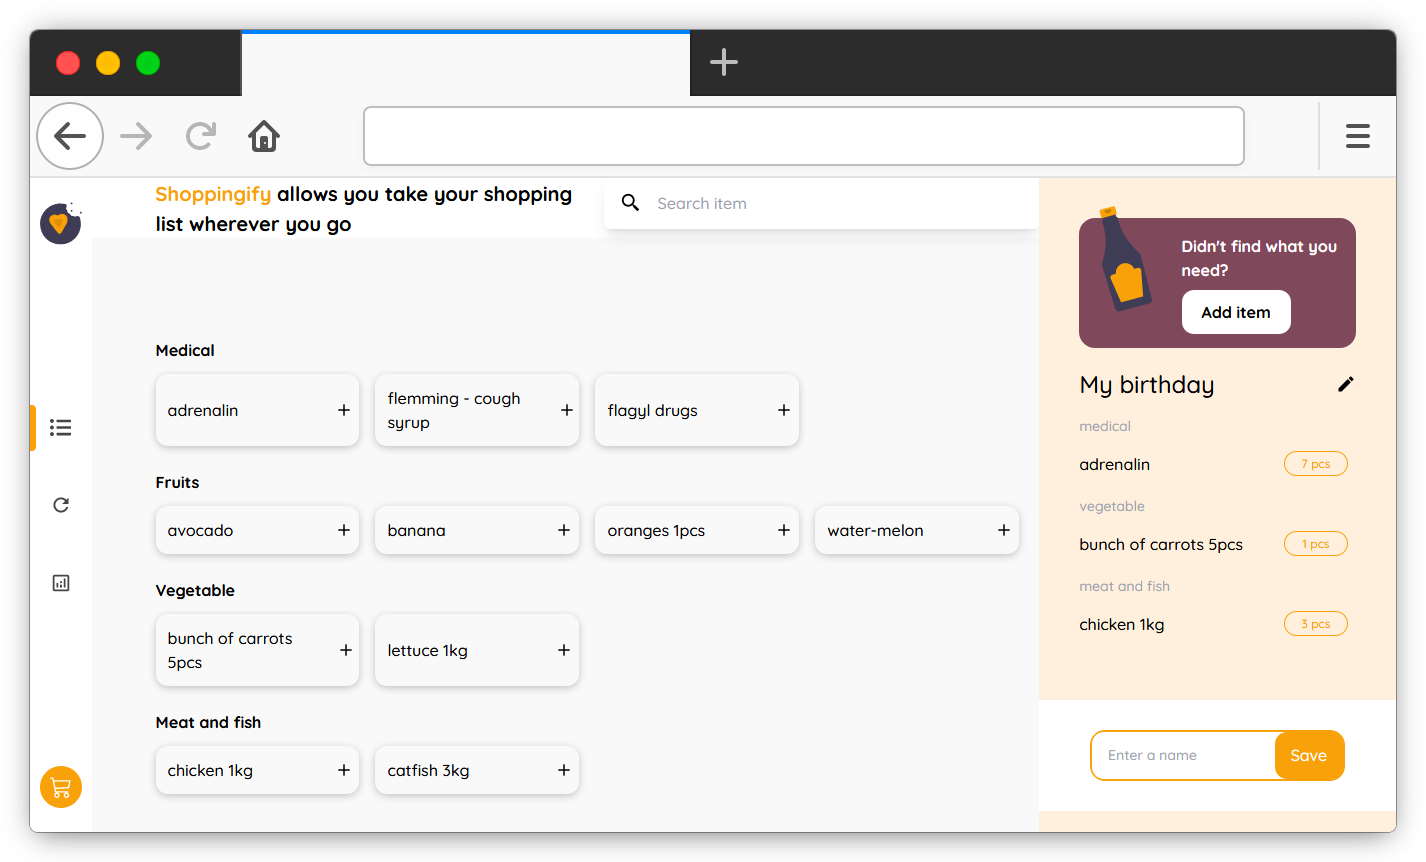 Shoppingify allows you take your shopping
list wherever you go
Search item
Medical
adrenalin +
flemming - cough
syrup +
flagyl drugs +
Fruits
avocado +
banana +
oranges 1pcs +
water-melon +
Vegetable
bunch of carrots
5pcs +
lettuce 1kg +
Meat and fish
chicken 1kg +
catfish 3kg +
Didn't find what you
need?
Add item
My birthday
medical
adrenalin 7 pcs
vegetable
bunch of carrots 5pcs 1 pcs
meat and fish
chicken 1kg 3 pcs
Enter a name Save